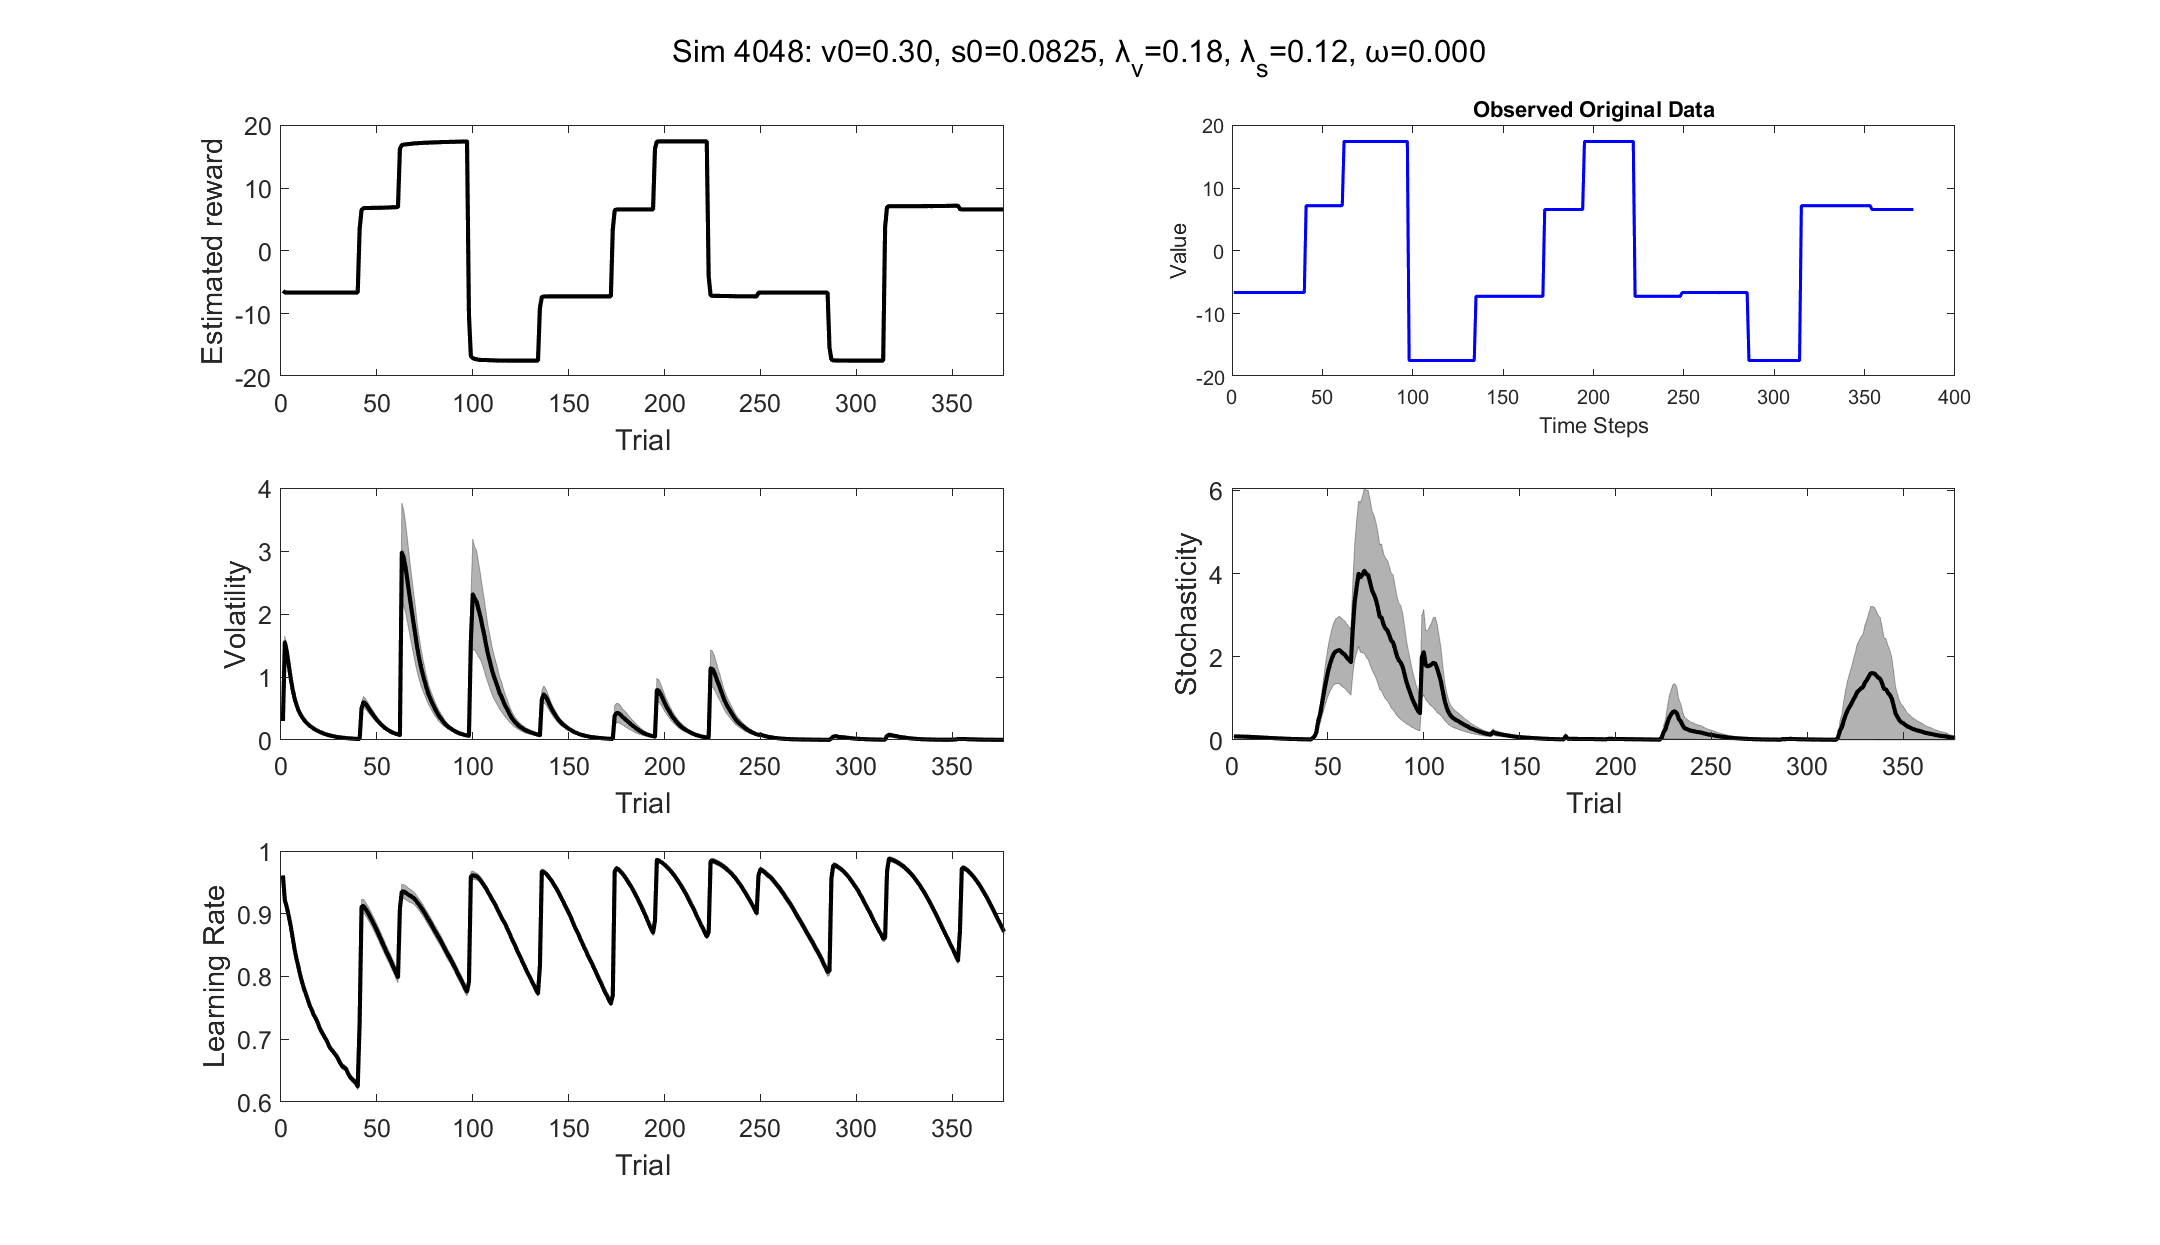 Sim 4048: v0=0.30, s0=0.0825, λv=0.18, λs=0.12, ω=0.000
Estimated reward
20
10
0
-10
-20
0 50 100 150 200 250 300 350
Trial
Observed Original Data
Value
20
10
0
-10
-20
0 50 100 150 200 250 300 350 400
Time Steps
Volatility
4
3
2
1
0
0 50 100 150 200 250 300 350
Trial
Stochasticity
6
4
2
0
0 50 100 150 200 250 300 350
Trial
Learning Rate
1
0.9
0.8
0.7
0.6
0 50 100 150 200 250 300 350
Trial